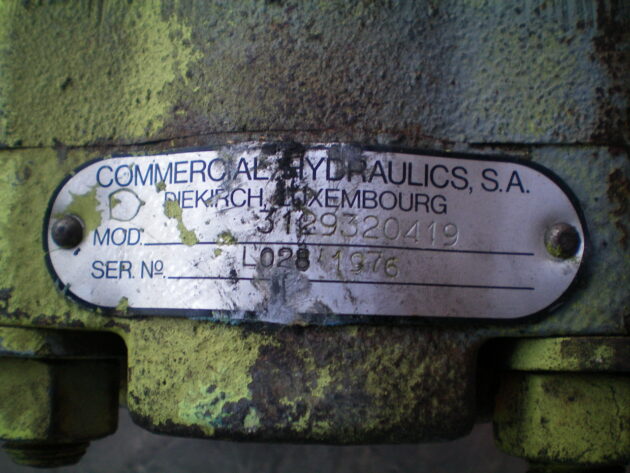 COMMERCIAL HYDRAULICS, S.A.
DIEKIRCH, LUXEMBOURG
MOD. 3129320419
SER. Nº. L028/1976